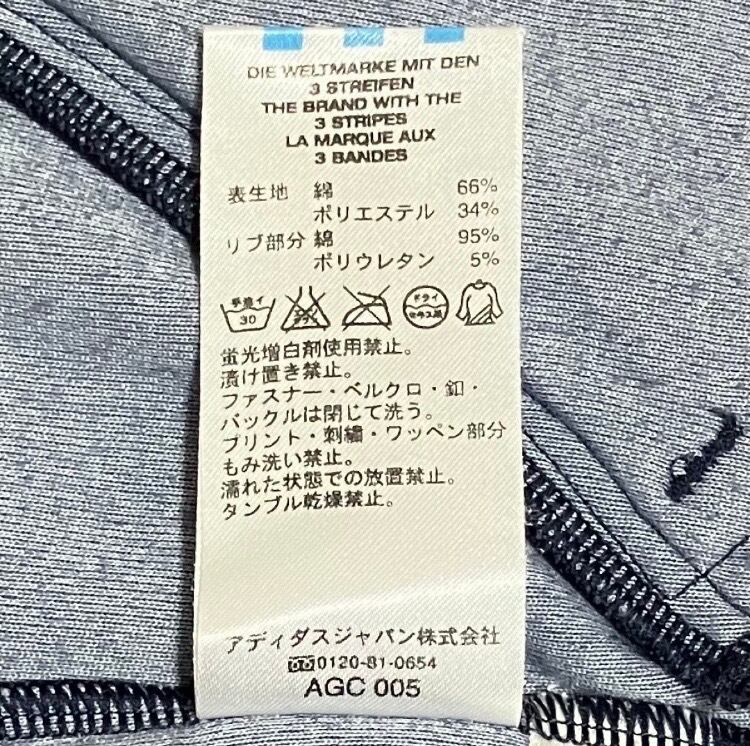 DIE WELTMARKE MIT DEN
3 STREIFEN
THE BRAND WITH THE
3 STRIPES
LA MARQUE AUX
3 BANDES
表生地 綿 66%
ポリエステル 34%
リブ部分 綿 95%
ポリウレタン 5%
手洗イ
30
ドライ
セキユ系
蛍光増白剤使用禁止。
漬け置き禁止。
ファスナー・ベルクロ・釦・
バックルは閉じて洗う。
プリント・刺繍・ワッペン部分
もみ洗い禁止。
濡れた状態での放置禁止。
タンブル乾燥禁止。
アディダスジャパン株式会社
0120-81-0654
AGC 005